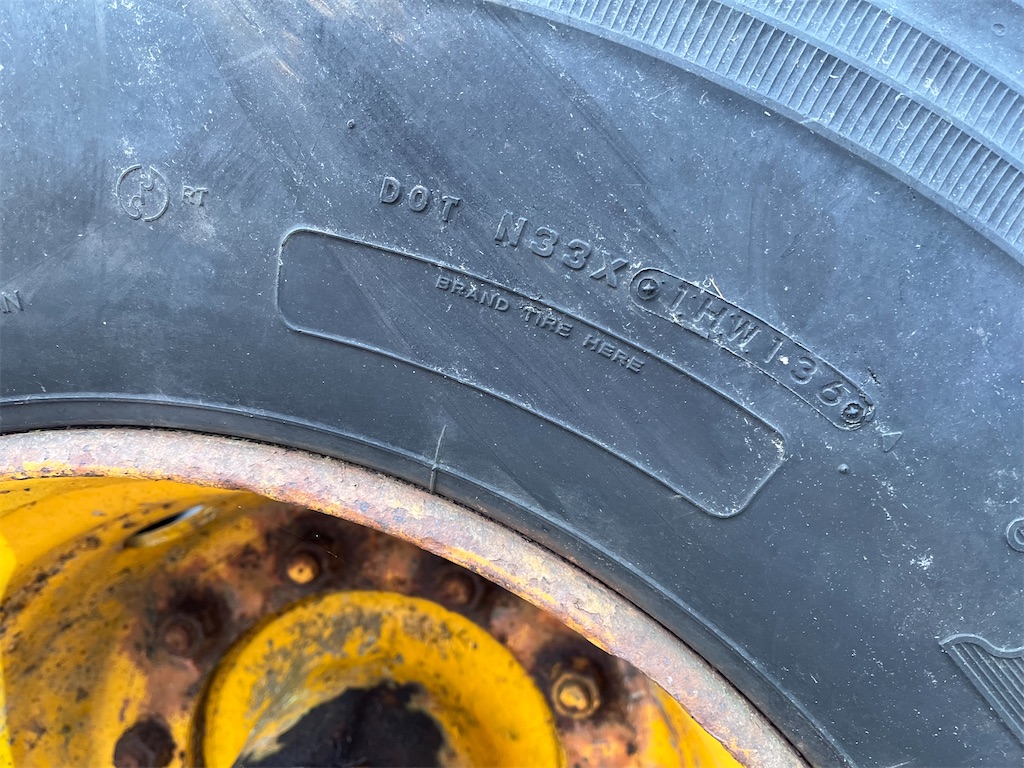 RT
DOT N33X 1HW136
BRAND TIRE HERE